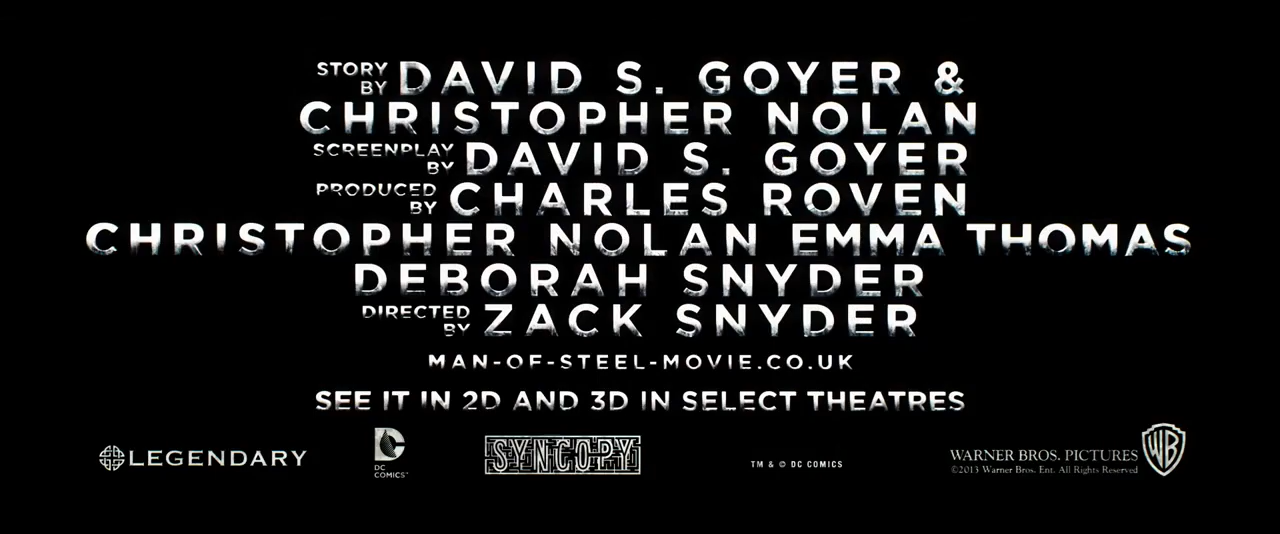 STORY BY DAVID S. GOYER &
CHRISTOPHER NOLAN
SCREENPLAY BY DAVID S. GOYER
PRODUCED BY CHARLES ROVEN
CHRISTOPHER NOLAN EMMA THOMAS
DEBORAH SNYDER
DIRECTED BY ZACK SNYDER
MAN-OF-STEEL-MOVIE.CO.UK
SEE IT IN 2D AND 3D IN SELECT THEATRES
LEGENDARY
DC COMICS™
SYNCOPY
TM & © DC COMICS
WARNER BROS. PICTURES
©2013 Warner Bros. Ent. All Rights Reserved
WB